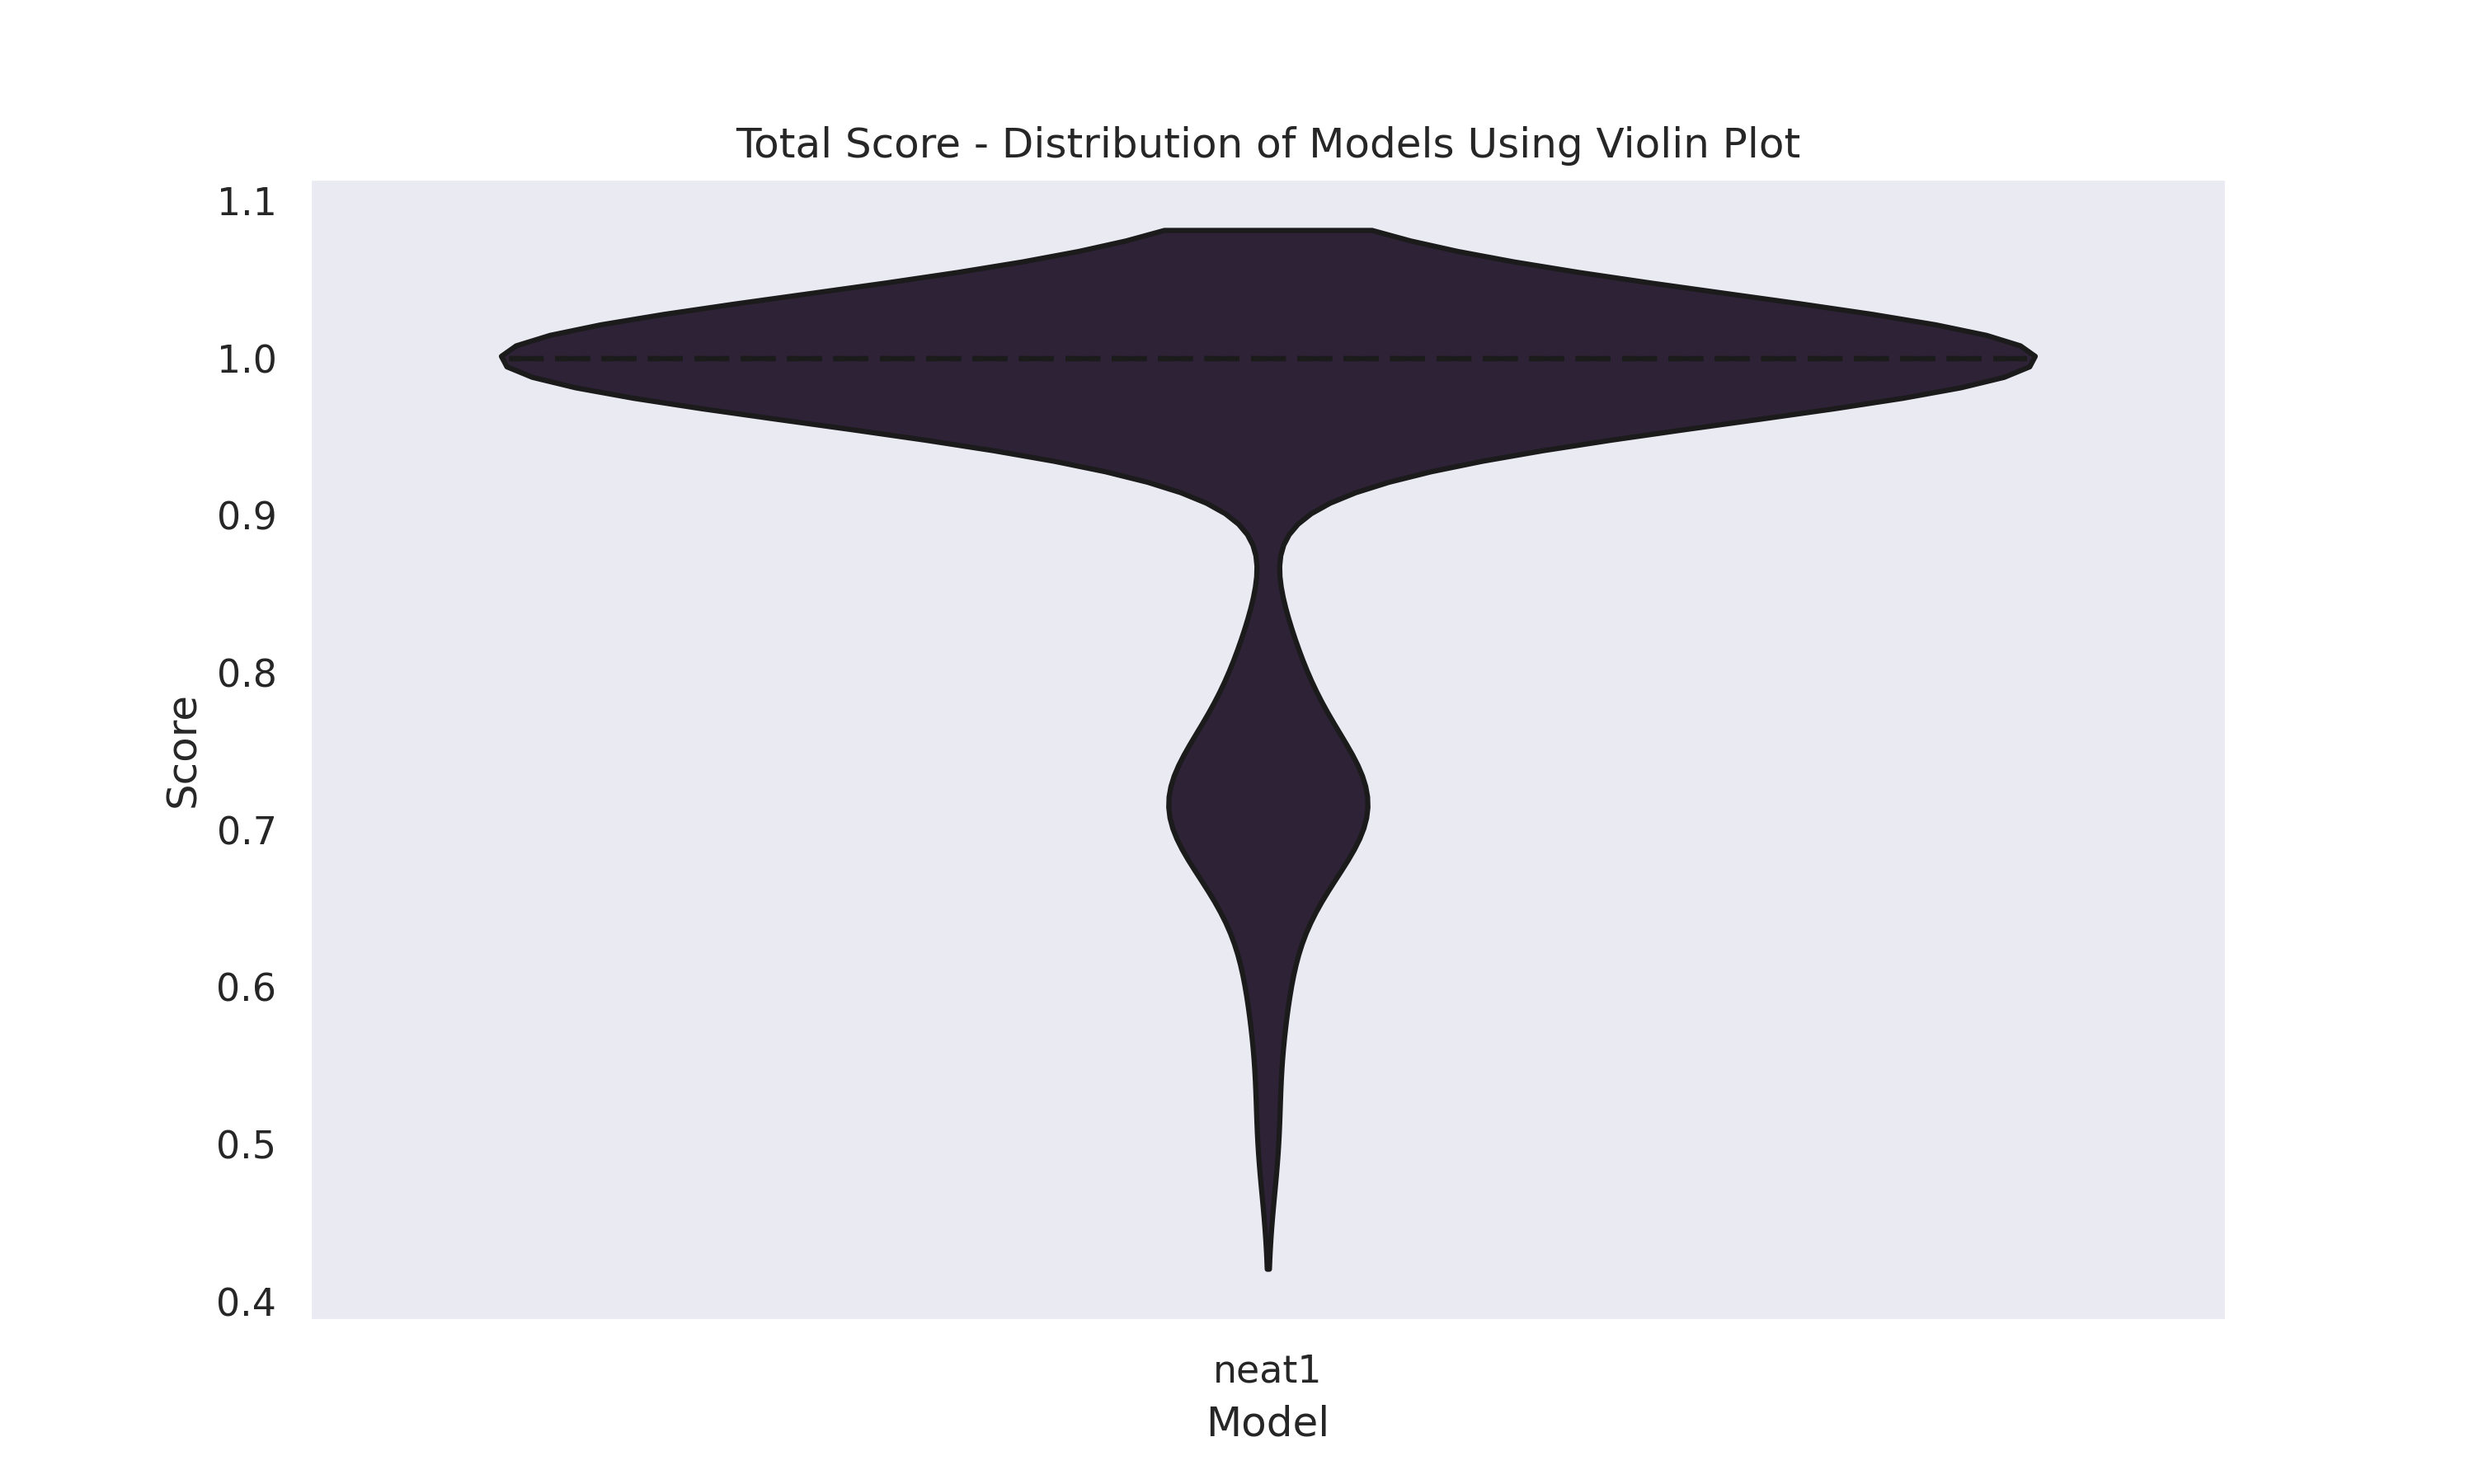 Total Score - Distribution of Models Using Violin Plot
1.1
1.0
0.9
0.8
0.7
0.6
0.5
0.4
Score
neat1
Model